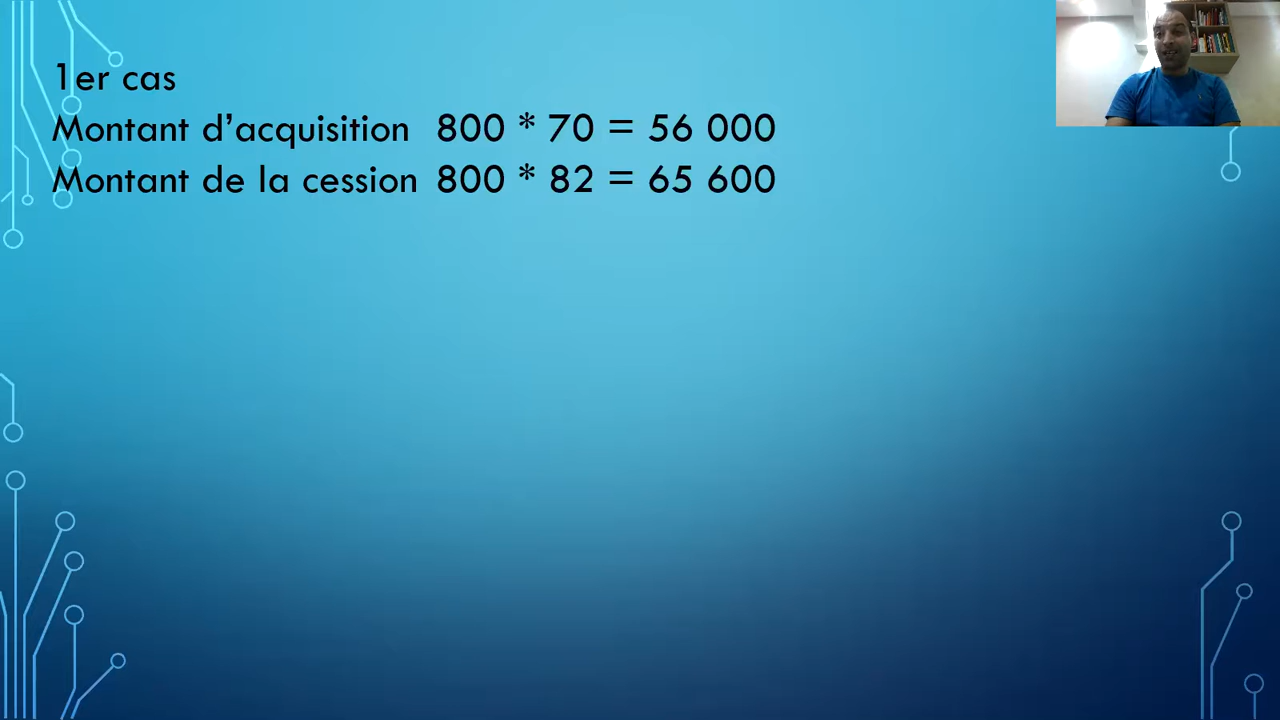 1er cas
Montant d’acquisition 800 * 70 = 56 000
Montant de la cession 800 * 82 = 65 600